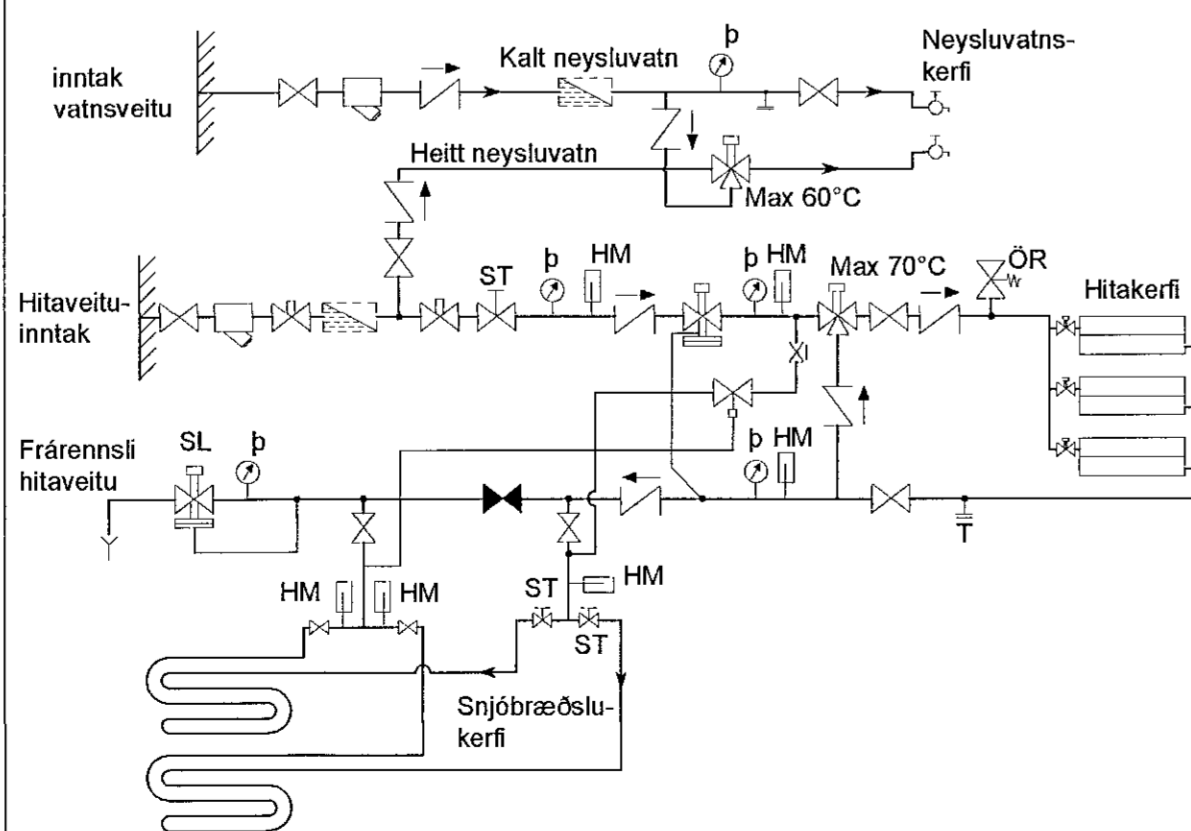 þ
Neysluvatns-
kerfi
Kalt neysluvatn
inntak
vatnsveitu
Heitt neysluvatn
Max 60°C
HM
þ
HM
Max 70°C
ÖR
ST
þ
Hitakerfi
Hitaveitu-
inntak
Frárennsli
hitaveitu
SL
þ
þ
HM
T
HM
HM
ST
HM
ST
Snjóbræðslu-
kerfi